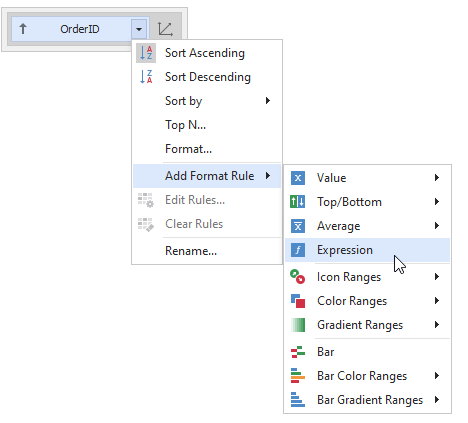 OrderID
Sort Ascending
Sort Descending
Sort by
Top N...
Format...
Add Format Rule
Edit Rules...
Clear Rules
Rename...
Value
Top/Bottom
Average
Expression
Icon Ranges
Color Ranges
Gradient Ranges
Bar
Bar Color Ranges
Bar Gradient Ranges